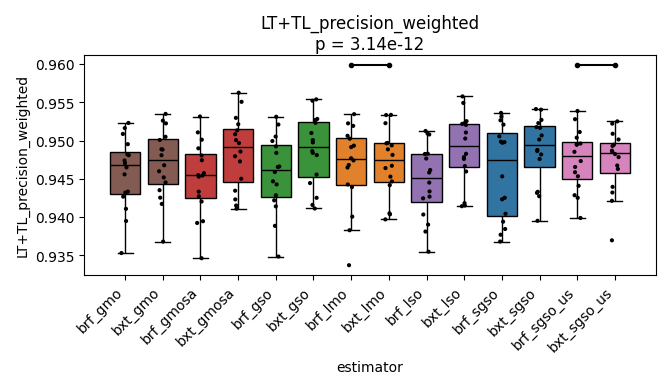 LT+TL_precision_weighted
p = 3.14e-12
LT+TL_precision_weighted
0.960
0.955
0.950
0.945
0.940
0.935
brf_gmo
bxt_gmo
brf_gmosa
bxt_gmosa
brf_gso
bxt_gso
brf_lmo
bxt_lmo
brf_lso
bxt_lso
brf_sgso
bxt_sgso
brf_sgso_us
bxt_sgso_us
estimator